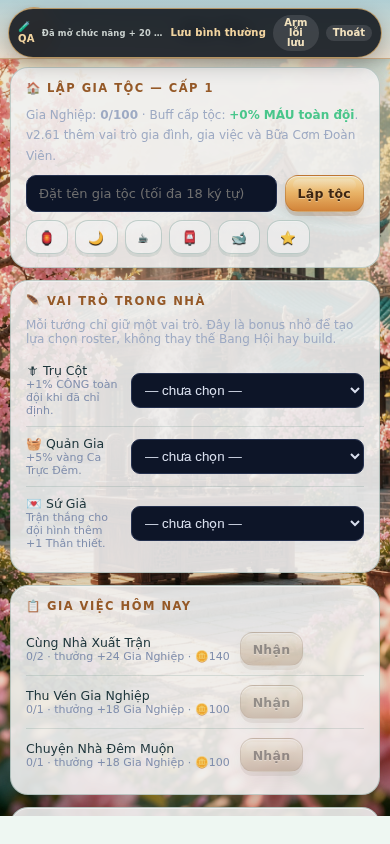 QA
Đã mở chức năng + 20 ...
Lưu bình thường
Arm
lỗi
lưu
Thoát
LẬP GIA TỘC — CẤP 1
Gia Nghiệp: 0/100 · Buff cấp tộc: +0% MÁU toàn đội.
v2.61 thêm vai trò gia đình, gia việc và Bữa Cơm Đoàn
Viên.
Đặt tên gia tộc (tối đa 18 ký tự)
Lập tộc
VAI TRÒ TRONG NHÀ
Mỗi tướng chỉ giữ một vai trò. Đây là bonus nhỏ để tạo
lựa chọn roster, không thay thế Bang Hội hay build.
Trụ Cột
+1% CÔNG toàn
đội khi đã chỉ
định.
— chưa chọn —
Quản Gia
+5% vàng Ca
Trực Đêm.
— chưa chọn —
Sứ Giả
Trận thắng cho
đội hình thêm
+1 Thân thiết.
— chưa chọn —
GIA VIỆC HÔM NAY
Cùng Nhà Xuất Trận
0/2 · thưởng +24 Gia Nghiệp · 🪙140
Nhận
Thu Vén Gia Nghiệp
0/1 · thưởng +18 Gia Nghiệp · 🪙100
Nhận
Chuyện Nhà Đêm Muộn
0/1 · thưởng +18 Gia Nghiệp · 🪙100
Nhận